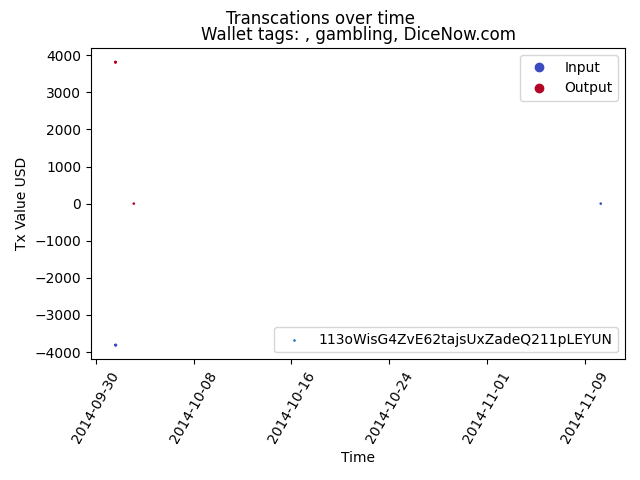 Transcations over time
Wallet tags: , gambling, DiceNow.com
Input
Output
Tx Value USD
4000
3000
2000
1000
0
−1000
−2000
−3000
−4000
113oWisG4ZvE62tajsUxZadeQ211pLEYUN
2014-09-30
2014-10-08
2014-10-16
2014-10-24
2014-11-01
2014-11-09
Time